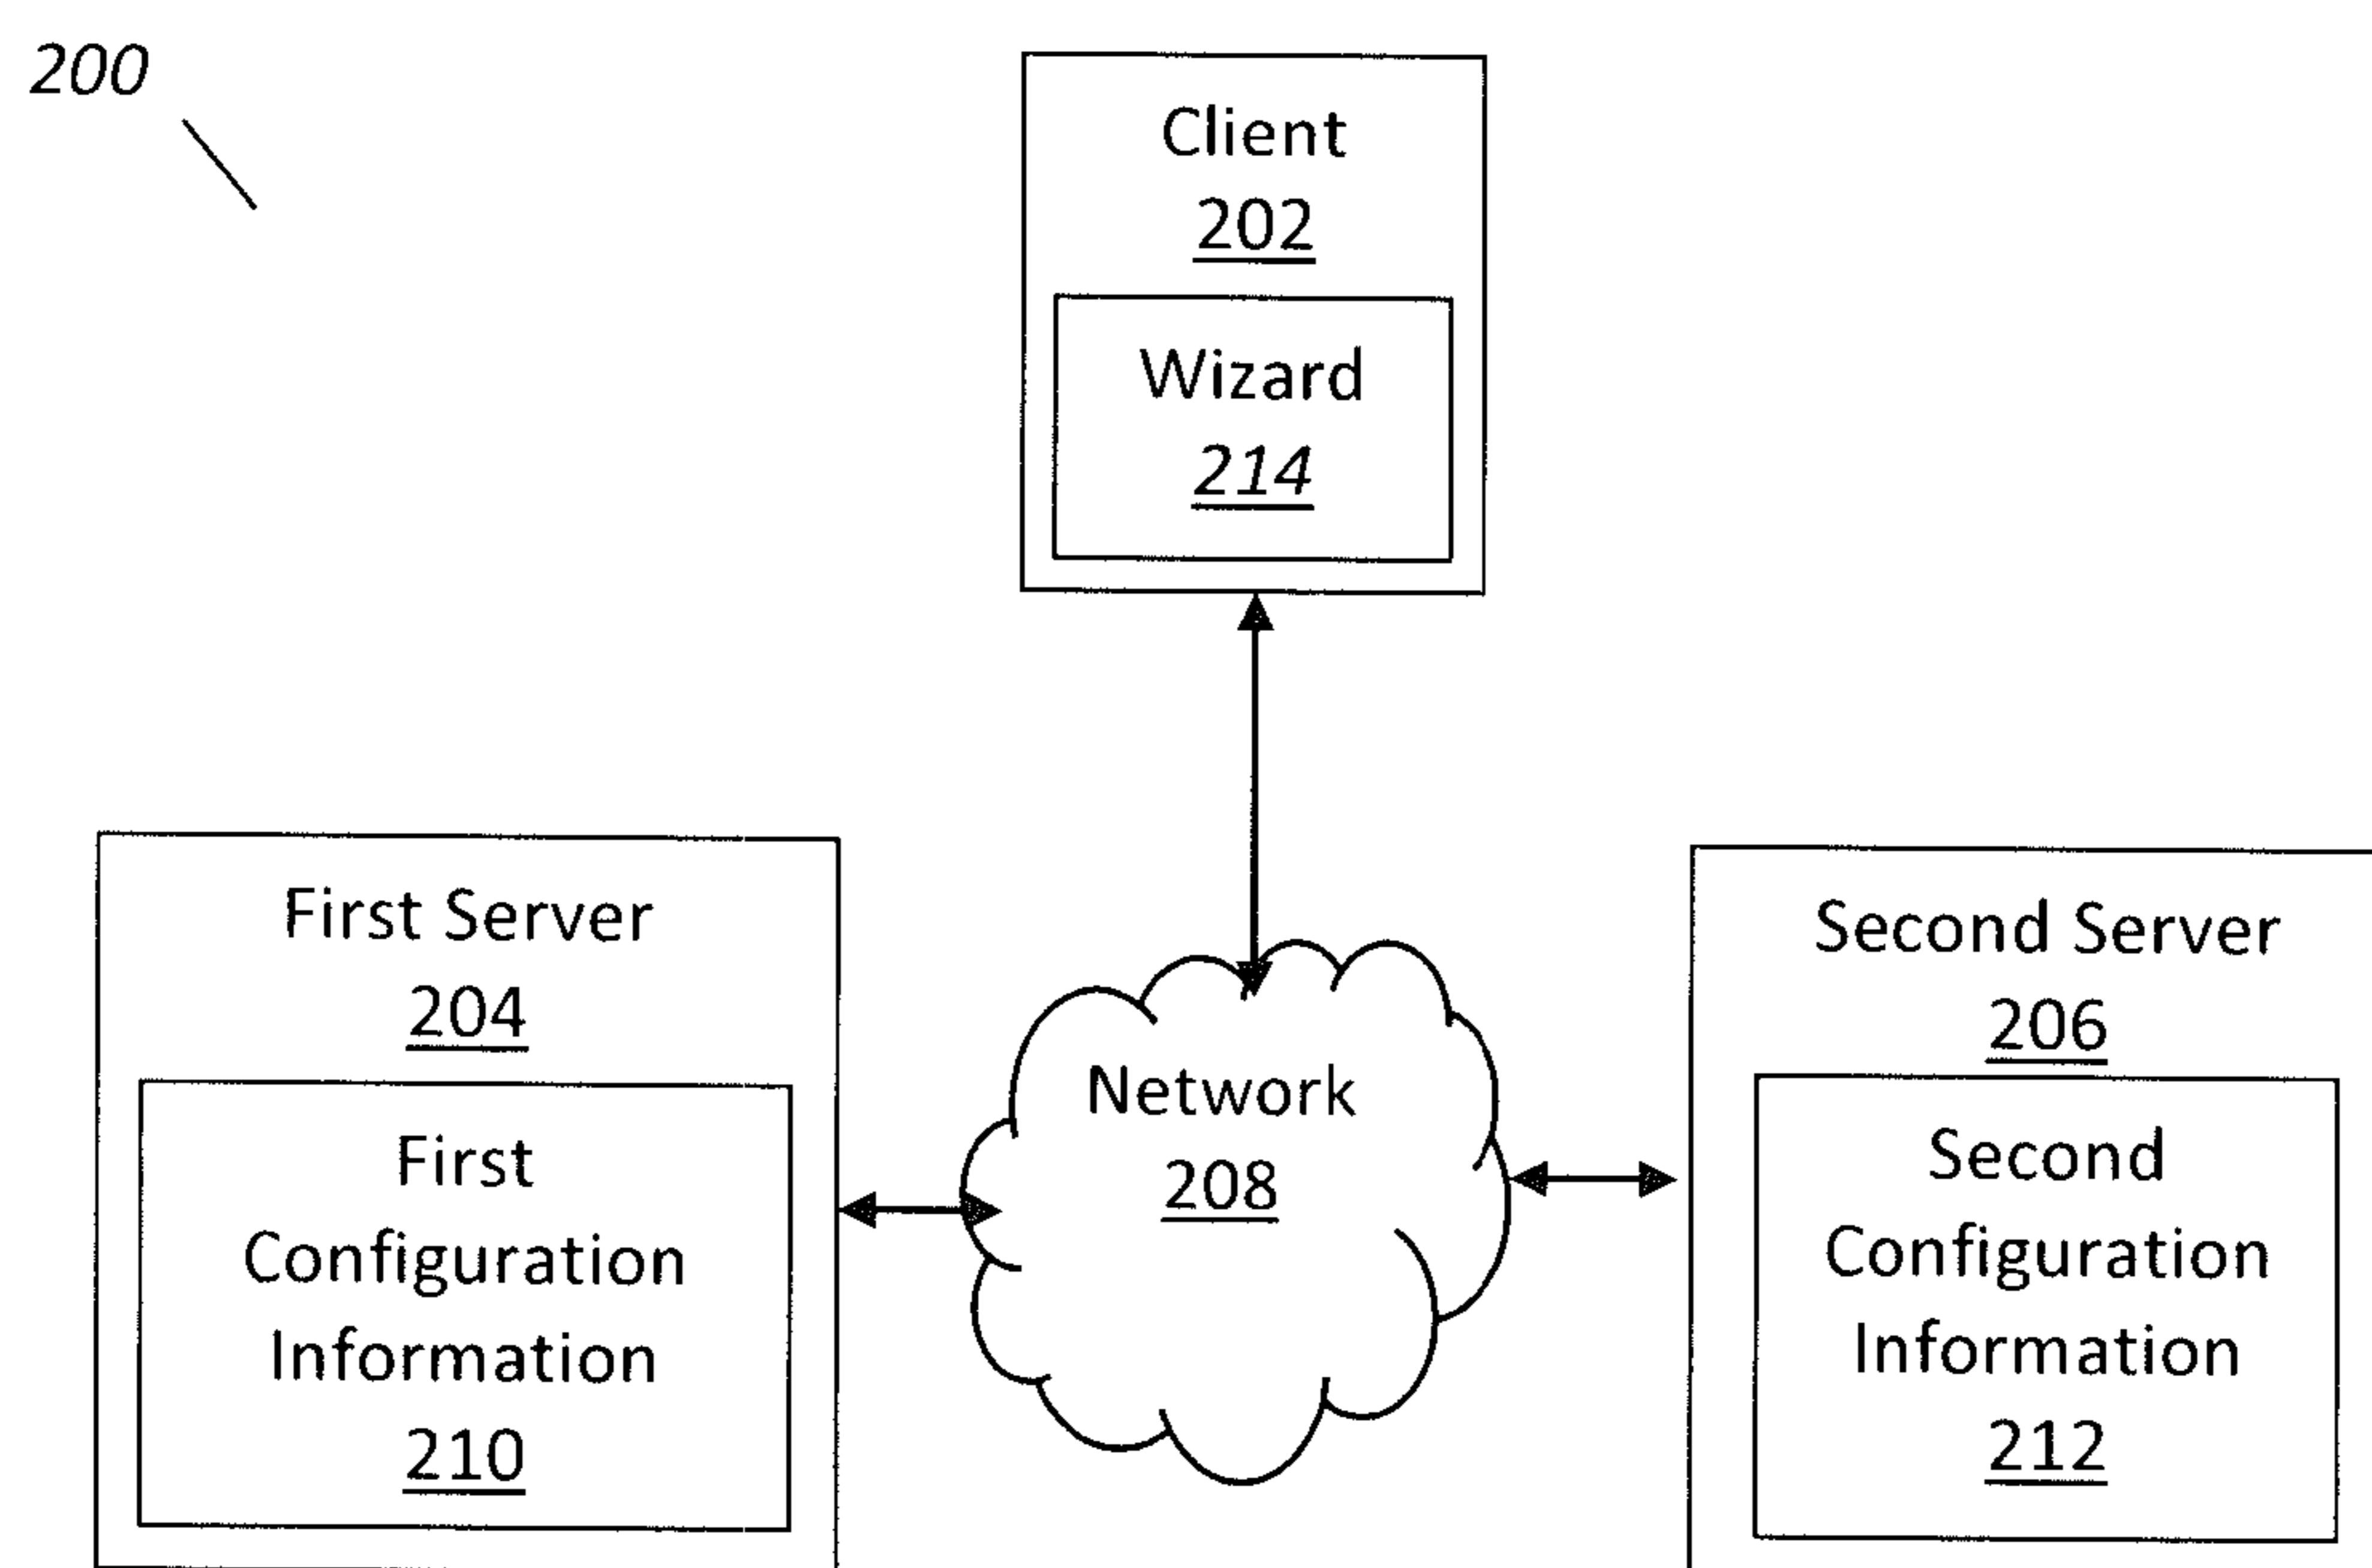 200
Client
202
Wizard
214
First Server
204
First
Configuration
Information
210
Network
208
Second Server
206
Second
Configuration
Information
212